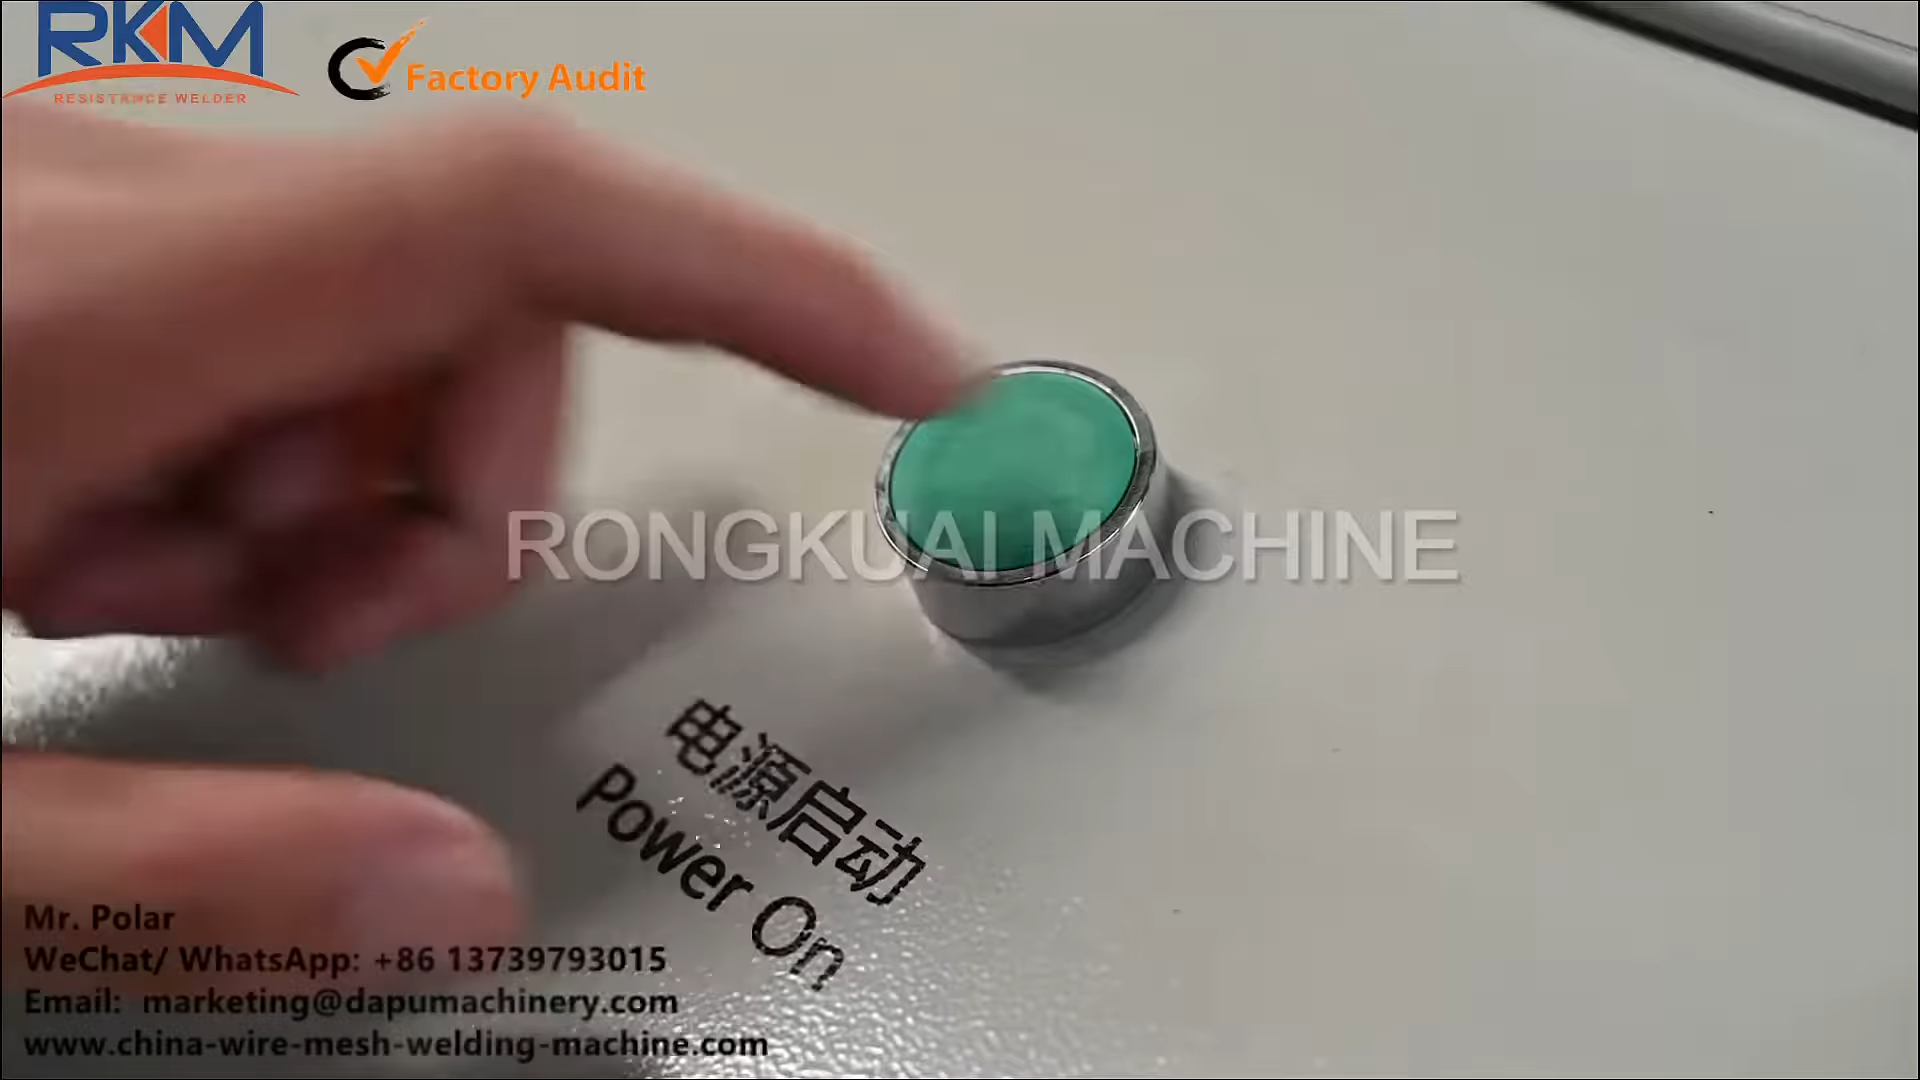 RKM
RESISTANCE WELDER
Factory Audit
RONGKUAI MACHINE
电源启动
Power On
Mr. Polar
WeChat/ WhatsApp: +86 13739793015
Email:  marketing@dapumachinery.com
www.china-wire-mesh-welding-machine.com